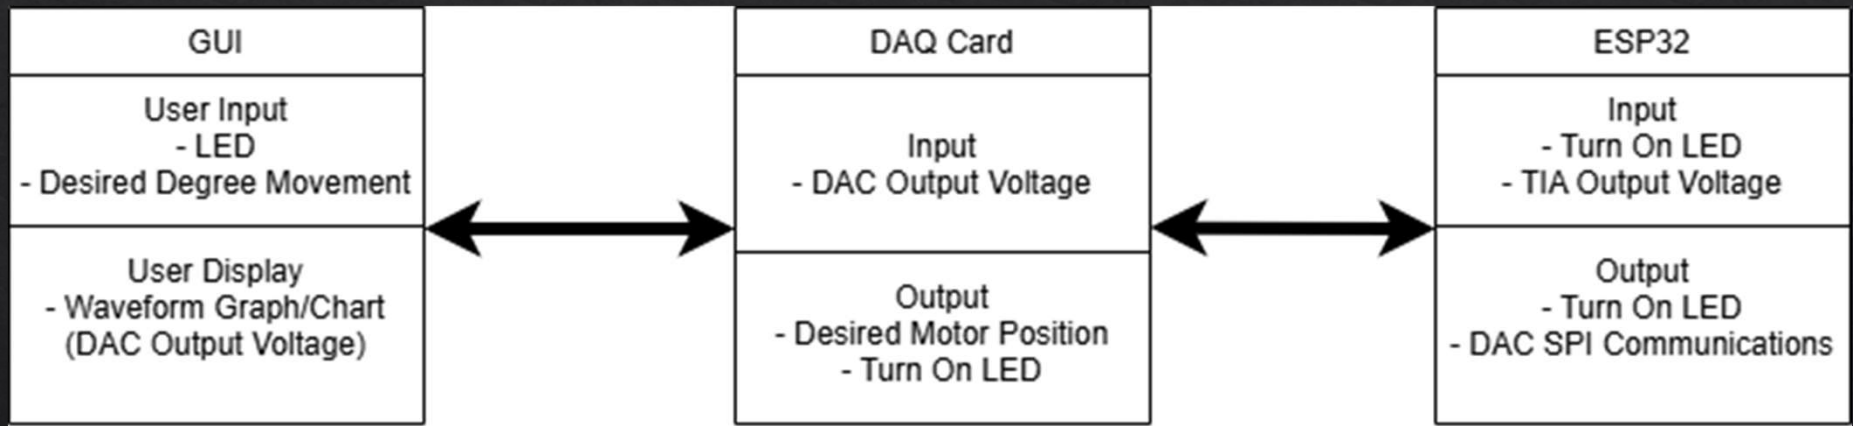 GUI
User Input
- LED
- Desired Degree Movement
User Display
- Waveform Graph/Chart
(DAC Output Voltage)
DAQ Card
Input
- DAC Output Voltage
Output
- Desired Motor Position
- Turn On LED
ESP32
Input
- Turn On LED
- TIA Output Voltage
Output
- Turn On LED
- DAC SPI Communications